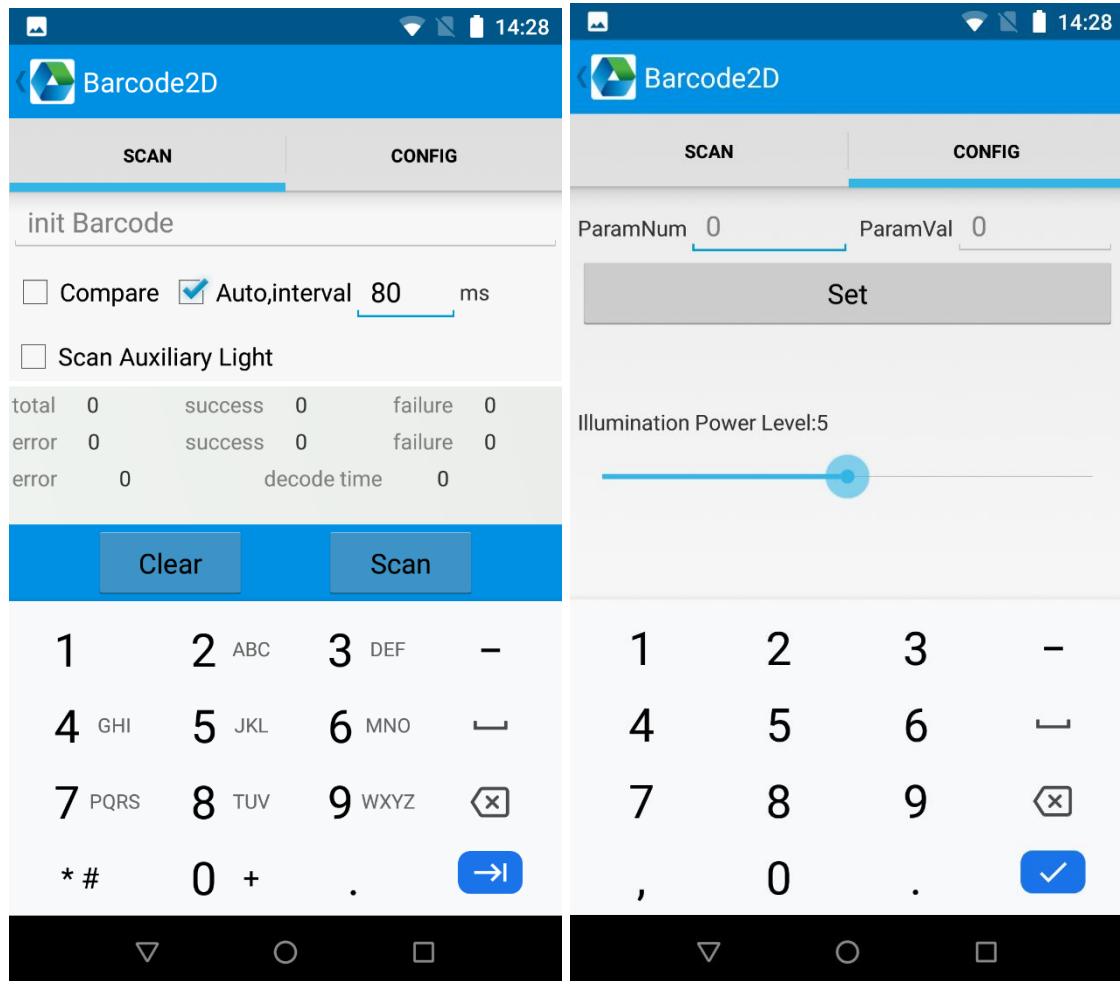 14:28
Barcode2D
SCAN CONFIG
init Barcode
Compare Auto,interval 80 ms
Scan Auxiliary Light
total 0 success 0 failure 0
error 0 success 0 failure 0
error 0 decode time 0
Clear Scan
1 2 ABC 3 DEF -
4 GHI 5 JKL 6 MNO
7 PQRS 8 TUV 9 WXYZ
* # 0 + .
14:28
Barcode2D
SCAN CONFIG
ParamNum 0 ParamVal 0
Set
Illumination Power Level:5
1 2 3 -
4 5 6
7 8 9
, 0 .